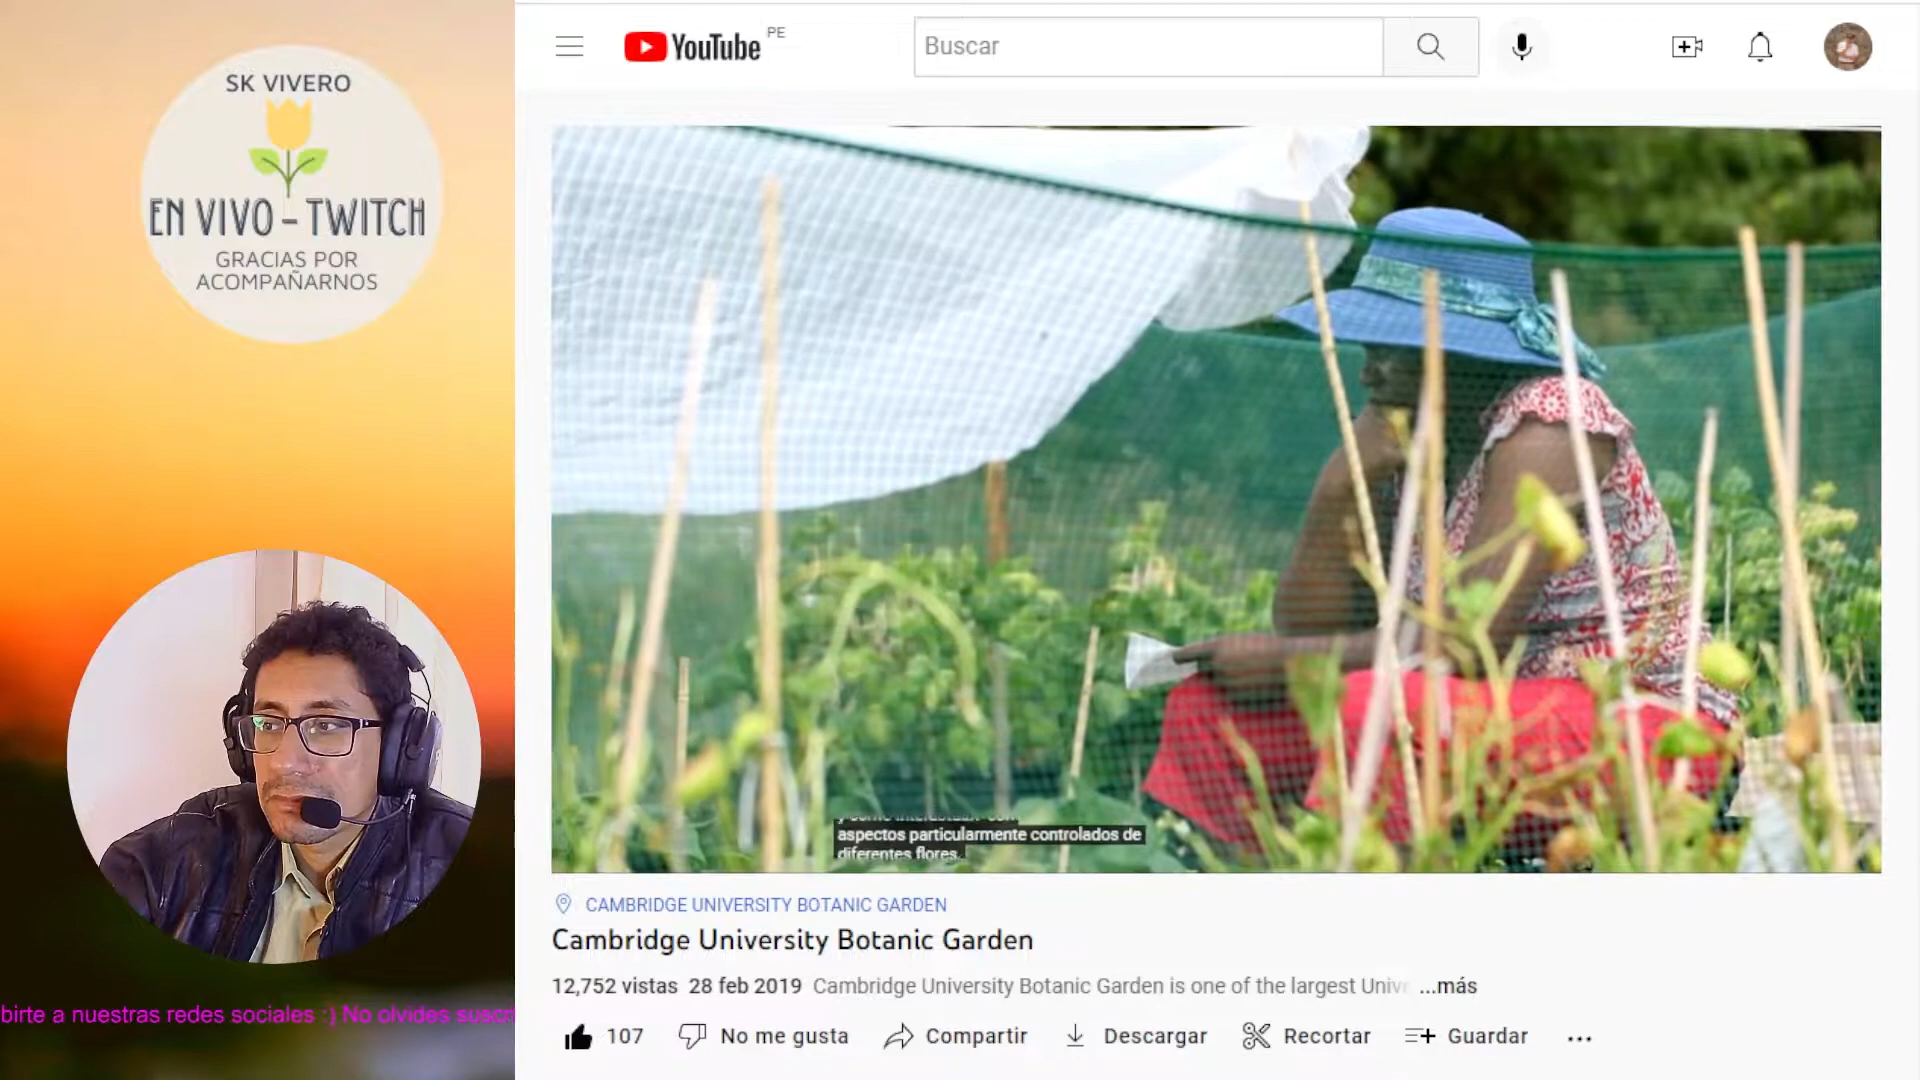 SK VIVERO
EN VIVO - TWITCH
GRACIAS POR
ACOMPAÑARNOS
birte a nuestras redes sociales :) No olvides suscri
YouTube PE
Buscar
aspectos particularmente controlados de
diferentes flores.
CAMBRIDGE UNIVERSITY BOTANIC GARDEN
Cambridge University Botanic Garden
12,752 vistas 28 feb 2019 Cambridge University Botanic Garden is one of the largest Unive ...más
107 No me gusta Compartir Descargar Recortar Guardar ...